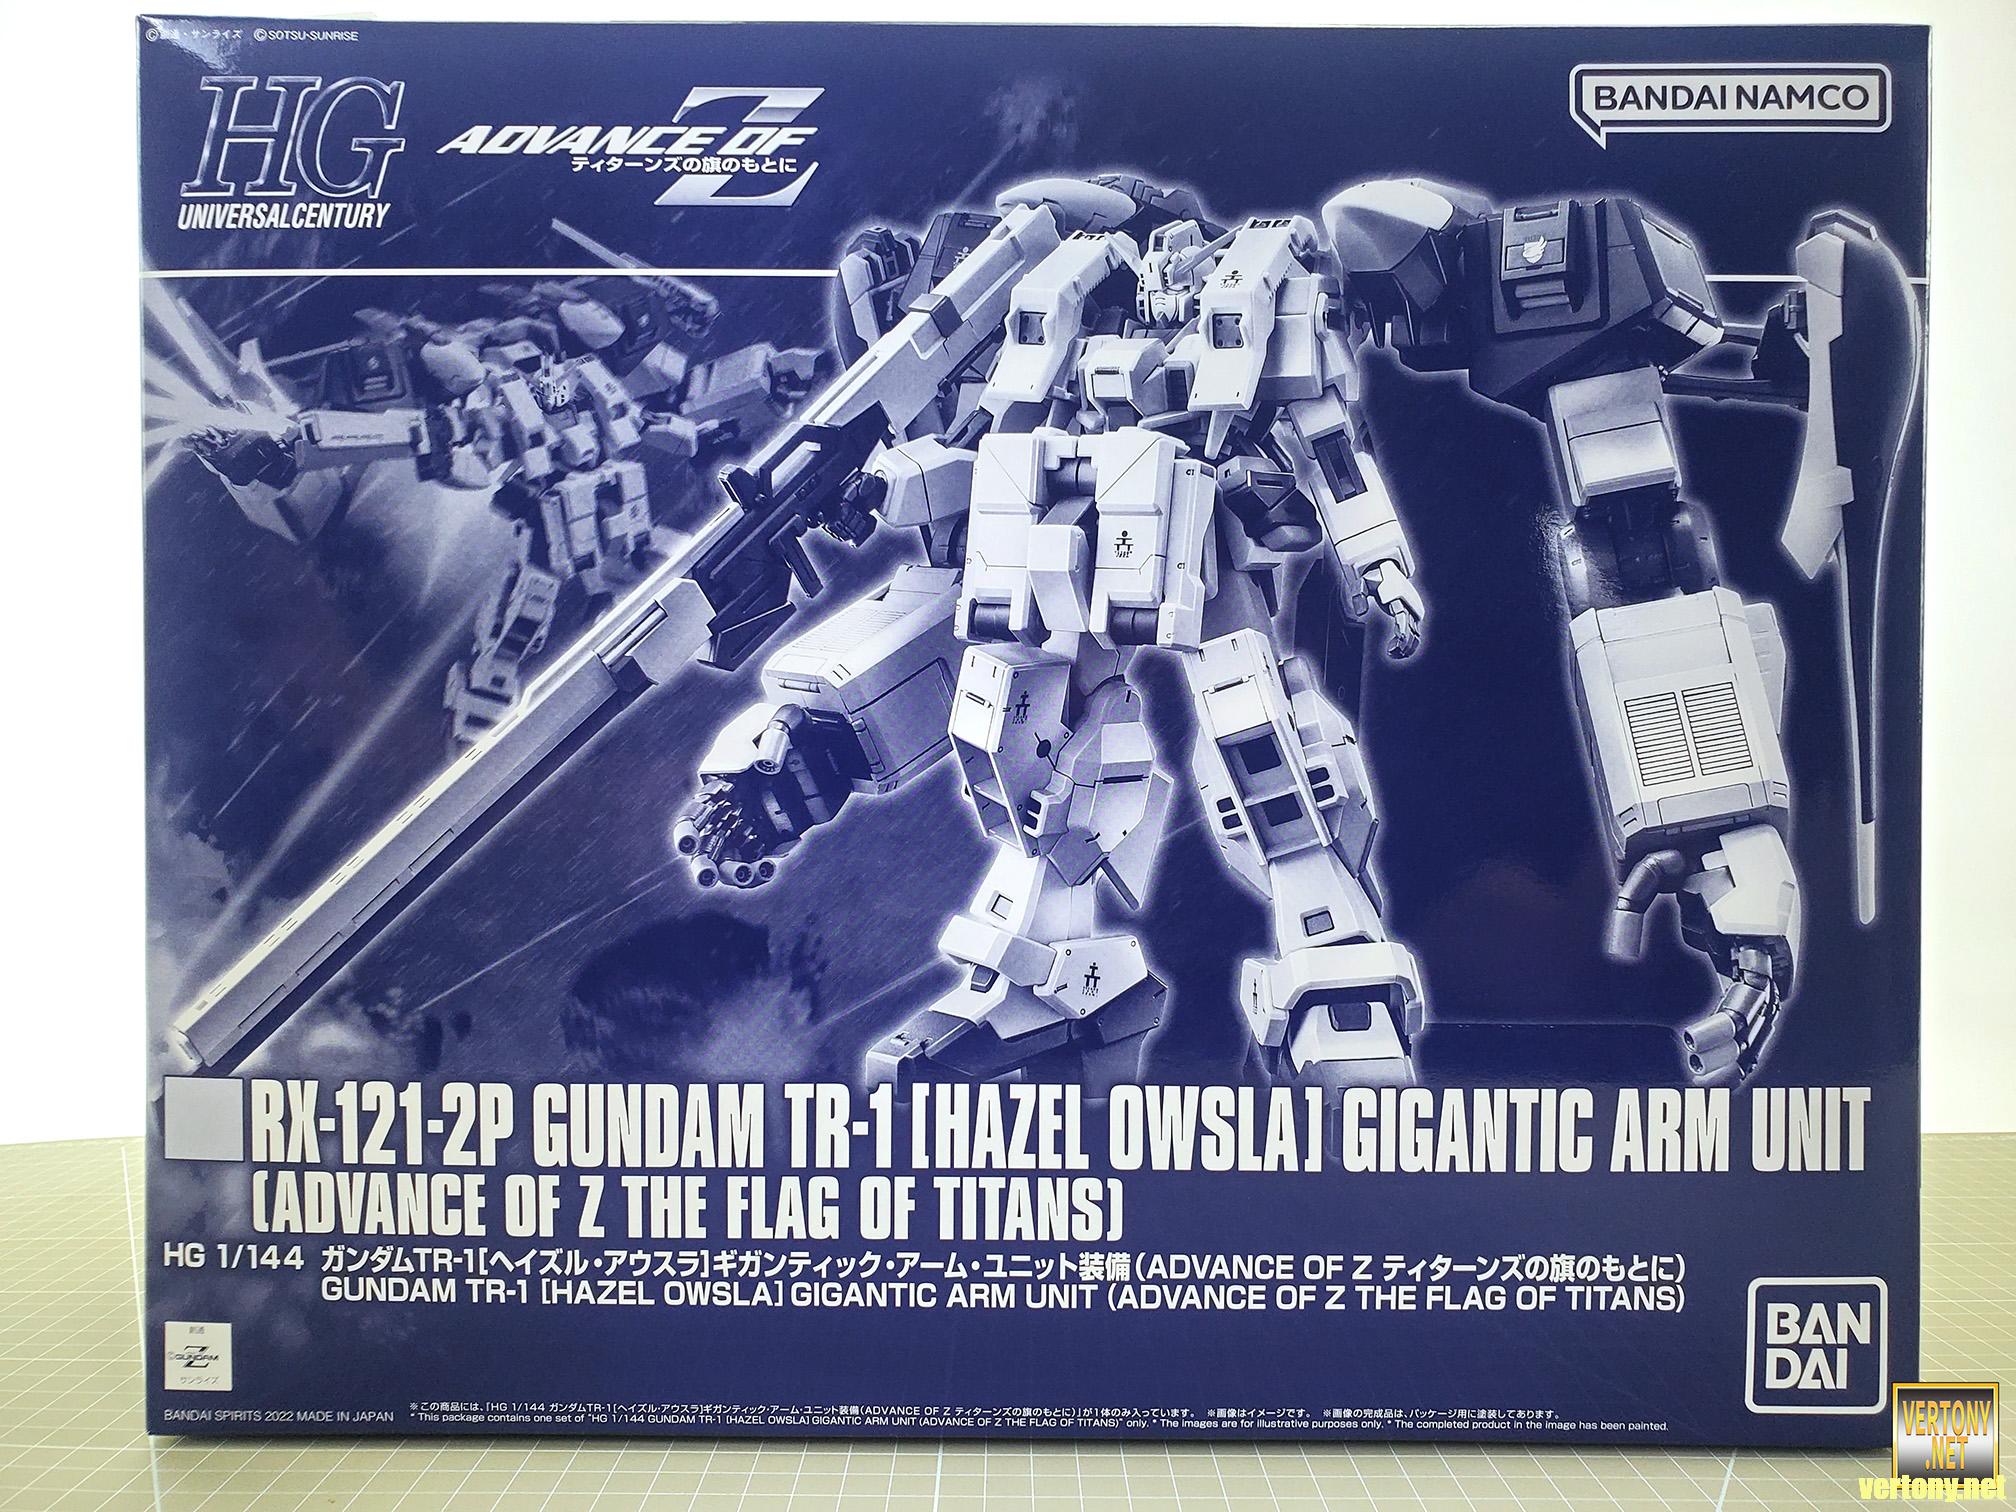 ©創通・サンライズ ©SOTSU・SUNRISE
HG
UNIVERSAL CENTURY
ADVANCE OF Z
ティターンズの旗のもとに
BANDAI NAMCO
RX-121-2P GUNDAM TR-1 [HAZEL OWSLA] GIGANTIC ARM UNIT
(ADVANCE OF Z THE FLAG OF TITANS)
HG 1/144 ガンダムTR-1[ヘイズル・アウスラ]ギガンティック・アーム・ユニット装備(ADVANCE OF Z ティターンズの旗のもとに)
GUNDAM TR-1 [HAZEL OWSLA] GIGANTIC ARM UNIT (ADVANCE OF Z THE FLAG OF TITANS)
創通
Z GUNDAM
サンライズ
BAN
DAI
BANDAI SPIRITS 2022 MADE IN JAPAN
※この商品には、「HG 1/144 ガンダムTR-1[ヘイズル・アウスラ]ギガンティック・アーム・ユニット装備(ADVANCE OF Z ティターンズの旗のもとに)」が1体のみ入っています。 ※画像はイメージです。 ※画像の完成品は、パッケージ用に塗装してあります。
* This package contains one set of "HG 1/144 GUNDAM TR-1 [HAZEL OWSLA] GIGANTIC ARM UNIT (ADVANCE OF Z THE FLAG OF TITANS)" only. * The images are for illustrative purposes only. * The completed product in the image has been painted.
VERTONY
.NET
vertony.net